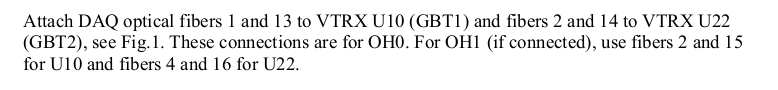 Attach DAQ optical fibers 1 and 13 to VTRX U10 (GBT1) and fibers 2 and 14 to VTRX U22
(GBT2), see Fig.1. These connections are for OH0. For OH1 (if connected), use fibers 2 and 15
for U10 and fibers 4 and 16 for U22.